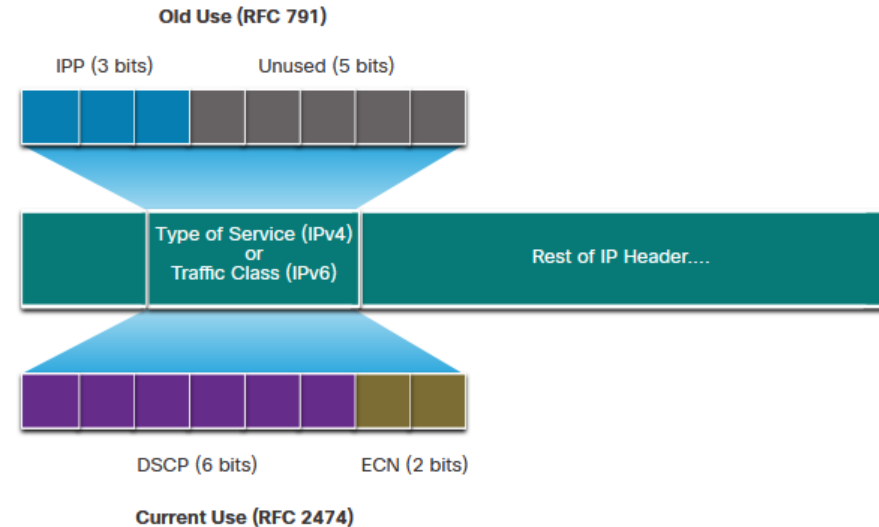 Old Use (RFC 791)
IPP (3 bits) Unused (5 bits)
Type of Service (IPv4)
or
Traffic Class (IPv6)
Rest of IP Header....
DSCP (6 bits) ECN (2 bits)
Current Use (RFC 2474)